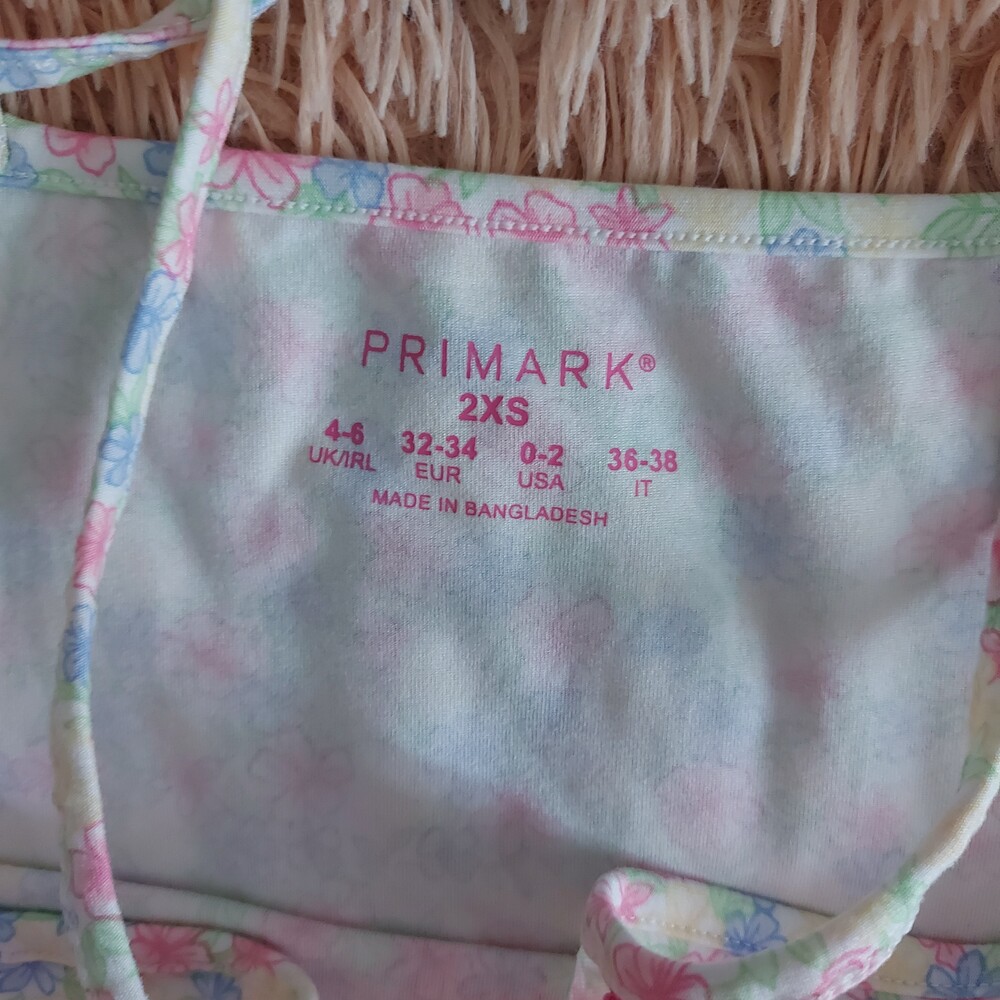 PRIMARK®
2XS
4-6 32-34 0-2 36-38
UK/IRL EUR USA IT
MADE IN BANGLADESH